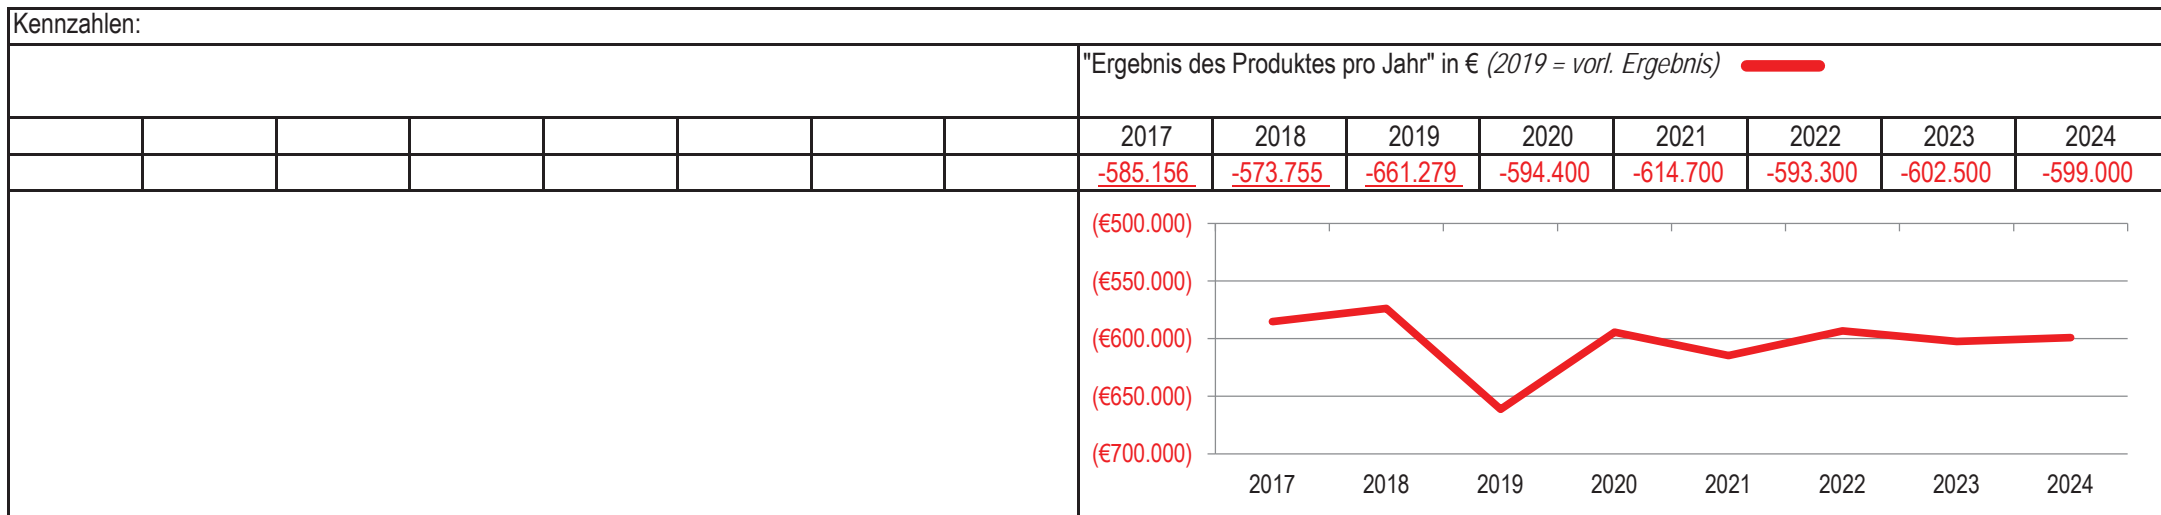 Kennzahlen:
"Ergebnis des Produktes pro Jahr" in € (2019 = vorl. Ergebnis)
2017 2018 2019 2020 2021 2022 2023 2024
-585.156 -573.755 -661.279 -594.400 -614.700 -593.300 -602.500 -599.000
(€500.000)
(€550.000)
(€600.000)
(€650.000)
(€700.000)
2017 2018 2019 2020 2021 2022 2023 2024